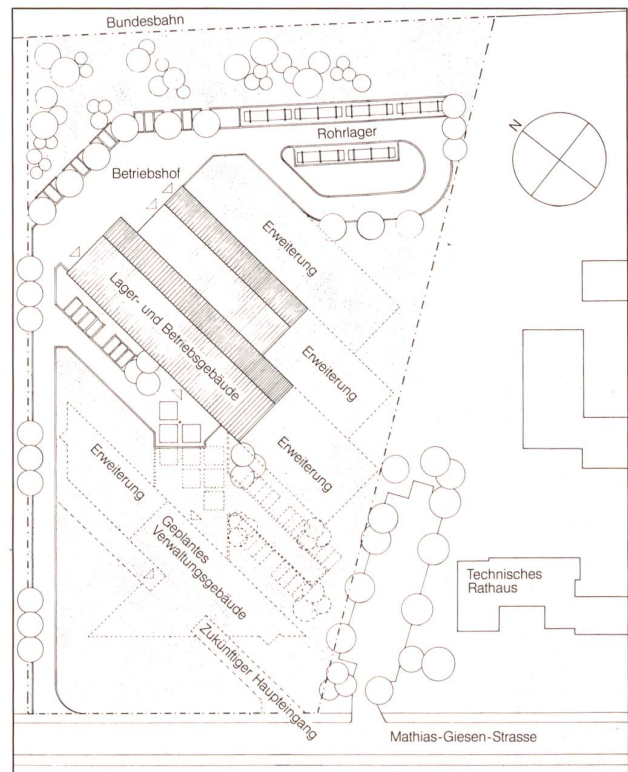 Bundesbahn
Rohrlager
N
Betriebshof
Erweiterung
Lager- und Betriebsgebäude
Erweiterung
Erweiterung
Erweiterung
Geplantes
Verwaltungsgebäude
Technisches
Rathaus
Zukünftiger Haupteingang
Mathias-Giesen-Strasse